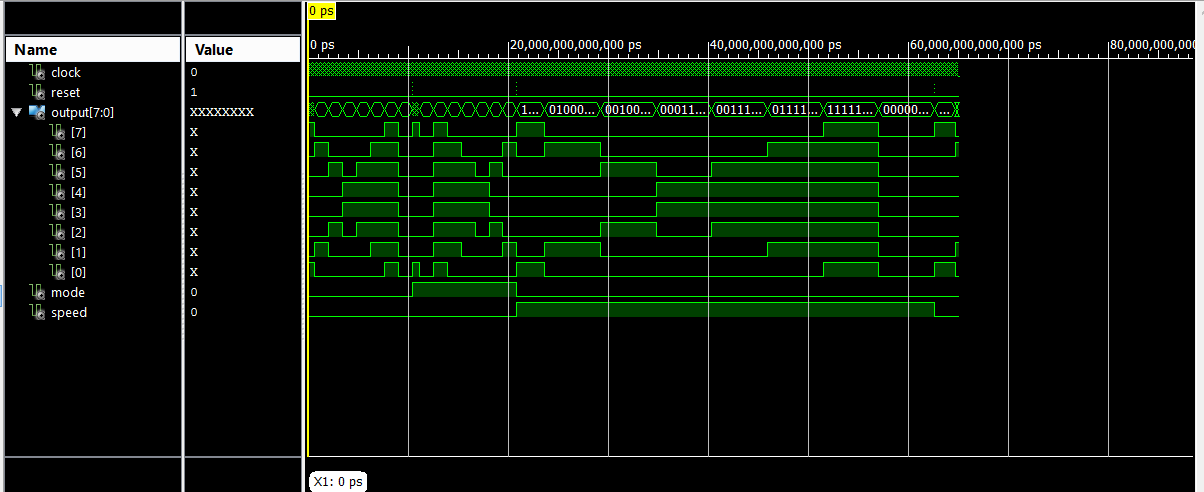 0 ps
Name Value
0 ps 20,000,000,000,000 ps 40,000,000,000,000 ps 60,000,000,000,000 ps 80,000,000,000
clock 0
reset 1
output[7:0] XXXXXXXX 1... 01000... 00100... 00011... 00111... 01111... 11111... 00000... ...
[7] X
[6] X
[5] X
[4] X
[3] X
[2] X
[1] X
[0] X
mode 0
speed 0
X1: 0 ps